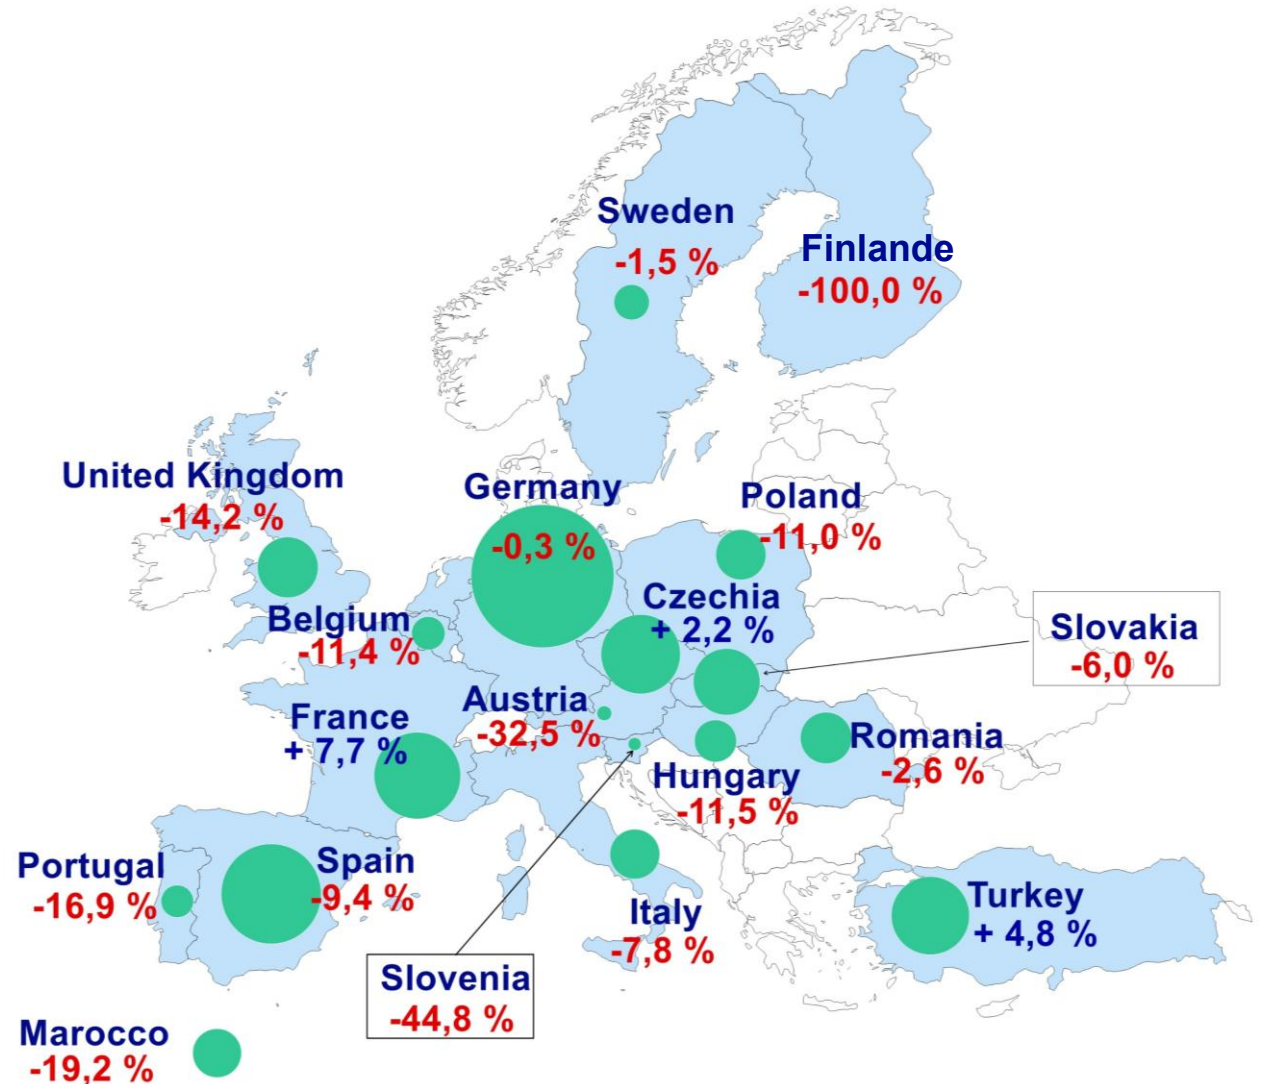 Sweden
-1,5 %
Finlande
-100,0 %
United Kingdom
-14,2 %
Germany
-0,3 %
Poland
-11,0 %
Belgium
-11,4 %
Czechia
+ 2,2 %
Slovakia
-6,0 %
Austria
-32,5 %
France
+ 7,7 %
Romania
-2,6 %
Hungary
-11,5 %
Portugal
-16,9 %
Spain
-9,4 %
Italy
-7,8 %
Turkey
+ 4,8 %
Slovenia
-44,8 %
Marocco
-19,2 %